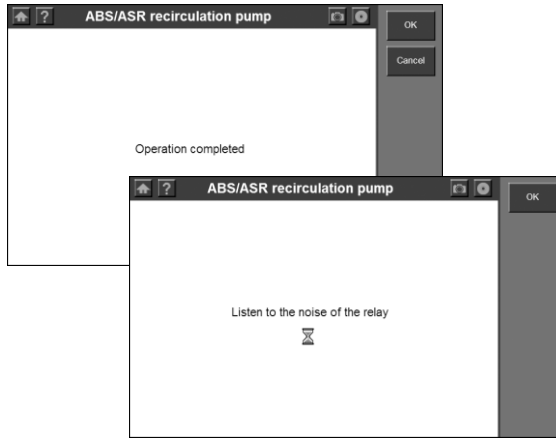 ABS/ASR recirculation pump
OK
Cancel
Operation completed
ABS/ASR recirculation pump
OK
Listen to the noise of the relay